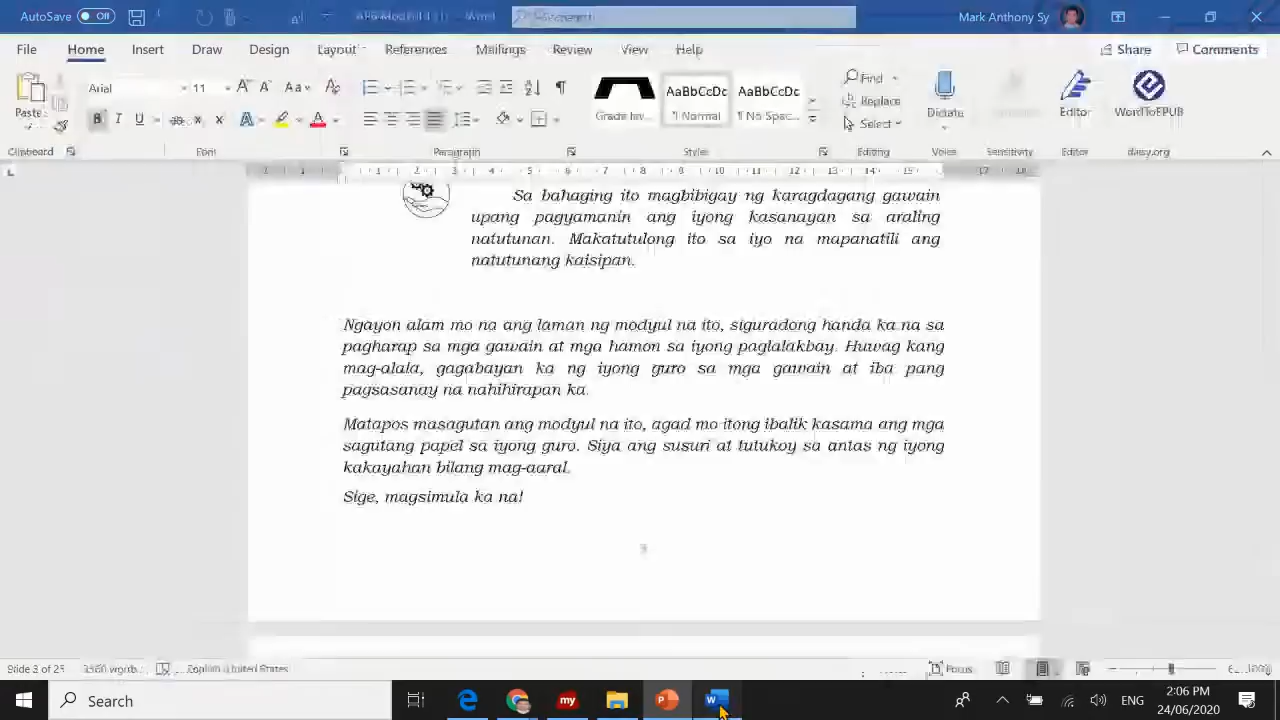 AutoSave Off
Word
Mark Anthony Sy
File Home Insert Draw Design Layout References Mailings Review View Help
Share Comments
Paste
Arial 11
AaBbCcDc AaBbCcDc
¶ Normal ¶ No Spac...
Find
Replace
Select
Dictate
Editor
WordToEPUB
Clipboard Font Paragraph Styles Editing Voice Sensitivity Editor daisy.org
Sa bahaging ito magbibigay ng karagdagang gawain
upang pagyamanin ang iyong kasanayan sa araling
natutunan. Makatutulong ito sa iyo na mapanatili ang
natutunang kaisipan.
Ngayon alam mo na ang laman ng modyul na ito, siguradong handa ka na sa
pagharap sa mga gawain at mga hamon sa iyong paglalakbay. Huwag kang
mag-alala, gagabayan ka ng iyong guro sa mga gawain at iba pang
pagsasanay na nahihirapan ka.
Matapos masagutan ang modyul na ito, agad mo itong ibalik kasama ang mga
sagutang papel sa iyong guro. Siya ang susuri at tutukoy sa antas ng iyong
kakayahan bilang mag-aaral.
Sige, magsimula ka na!
Focus
Search
ENG
2:06 PM
24/06/2020